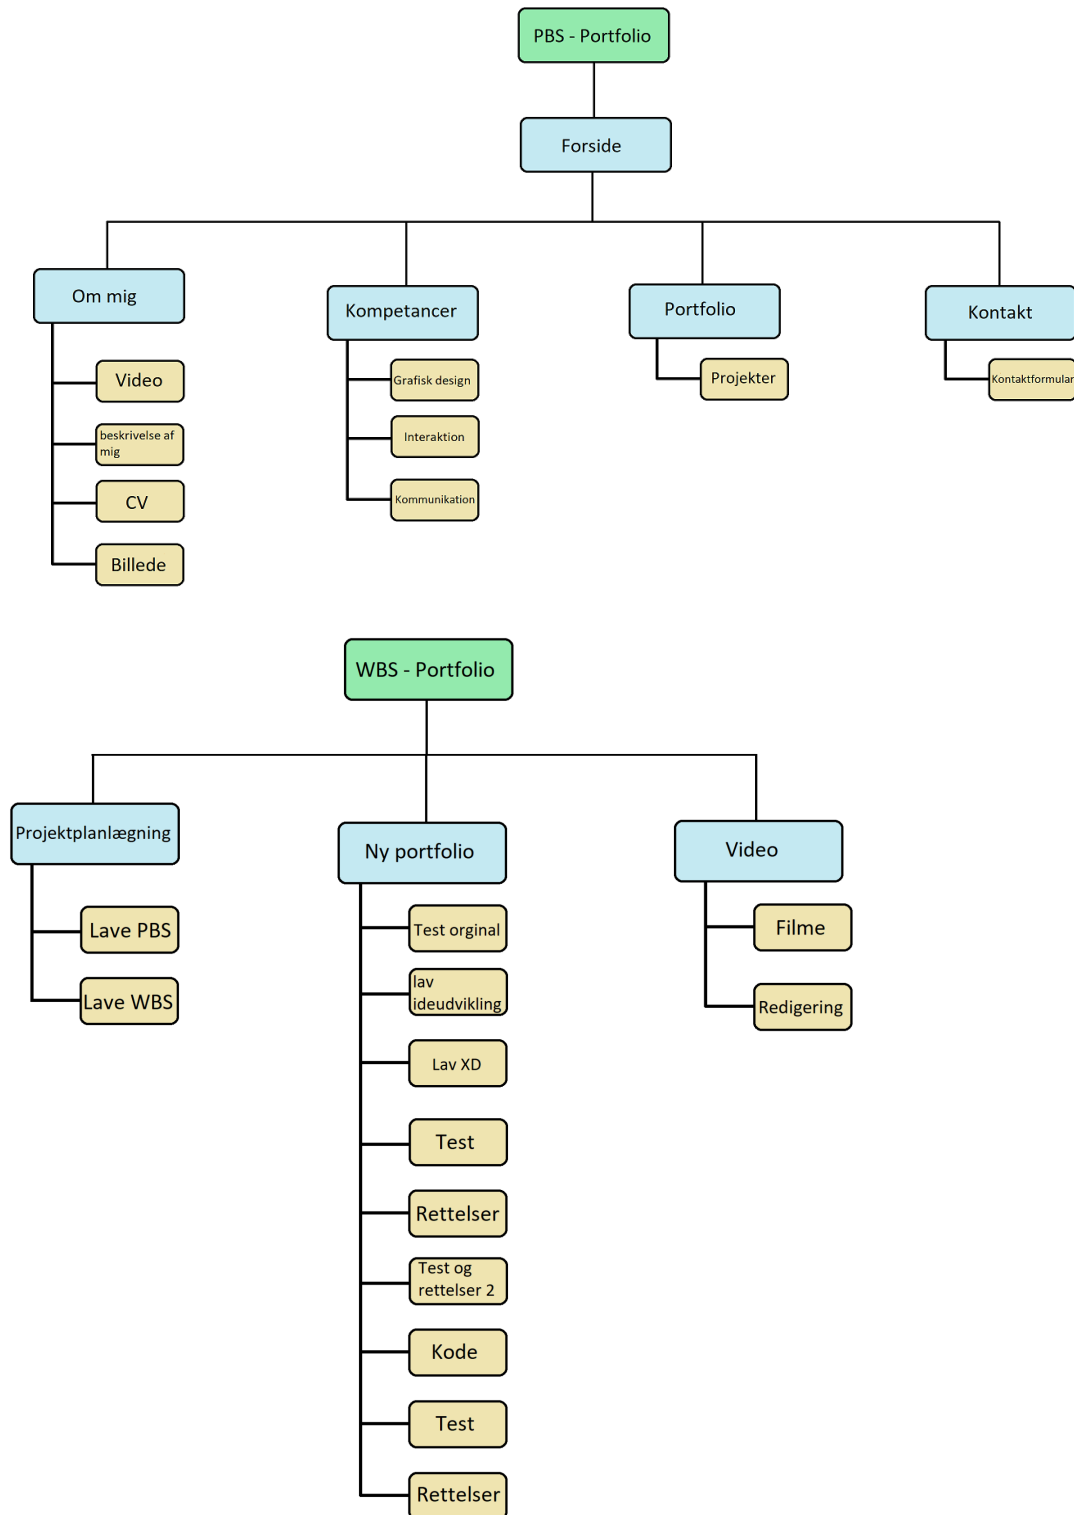 PBS - Portfolio
Forside
Om mig
Video
beskrivelse af
mig
CV
Billede
Kompetancer
Grafisk design
Interaktion
Kommunikation
Portfolio
Projekter
Kontakt
Kontaktformular
WBS - Portfolio
Projektplanlægning
Lave PBS
Lave WBS
Ny portfolio
Test orginal
lav
ideudvikling
Lav XD
Test
Rettelser
Test og
rettelser 2
Kode
Test
Rettelser
Video
Filme
Redigering